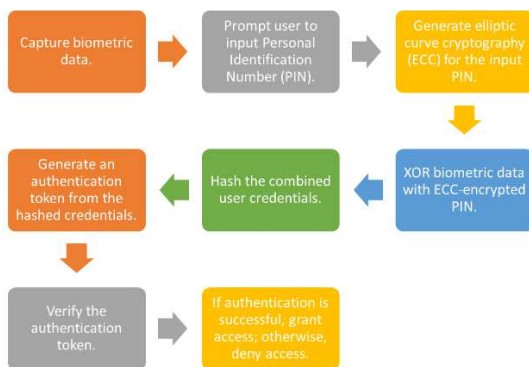 Capture biometric
data.
Prompt user to
input Personal
Identification
Number (PIN).
Generate elliptic
curve cryptography
(ECC) for the input
PIN.
XOR biometric data
with ECC-encrypted
PIN.
Hash the combined
user credentials.
Generate an
authentication
token from the
hashed credentials.
Verify the
authentication
token.
If authentication is
successful, grant
access; otherwise,
deny access.